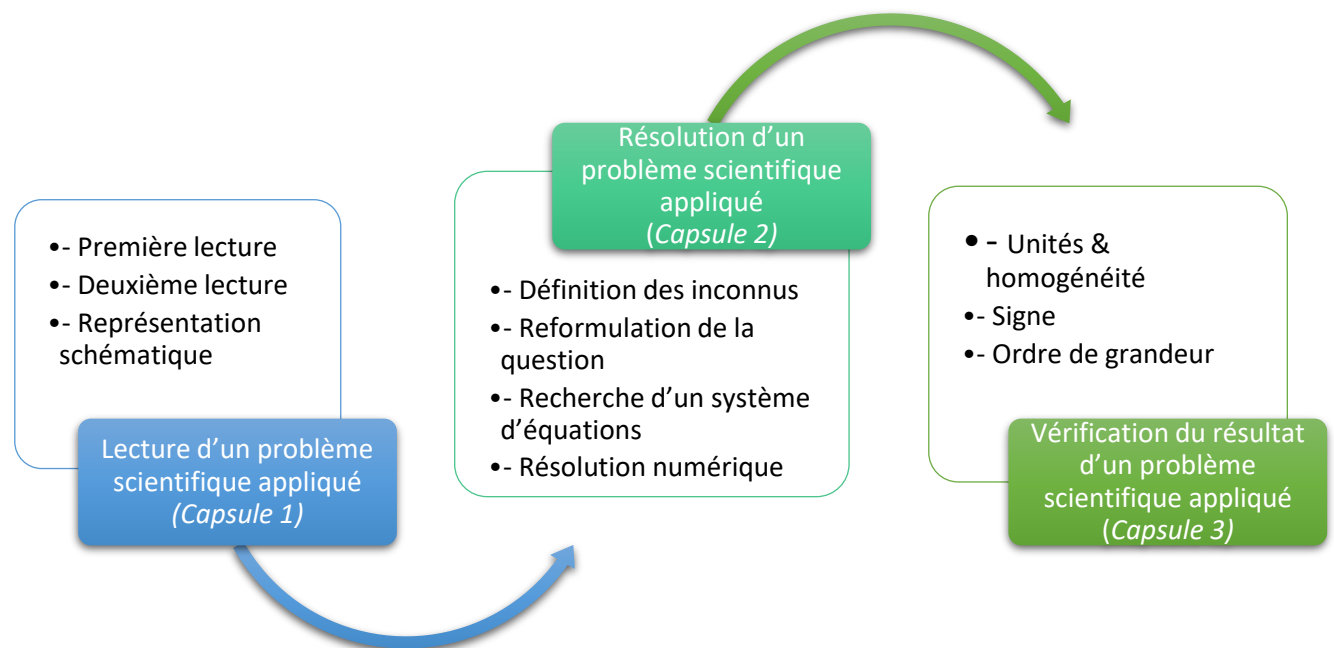 •- Première lecture
•- Deuxième lecture
•- Représentation
schématique
Lecture d’un problème
scientifique appliqué
(Capsule 1)
Résolution d’un
problème scientifique
appliqué
(Capsule 2)
•- Définition des inconnus
•- Reformulation de la
question
•- Recherche d’un système
d’équations
•- Résolution numérique
•- Unités &
homogénéité
•- Signe
•- Ordre de grandeur
Vérification du résultat
d’un problème
scientifique appliqué
(Capsule 3)